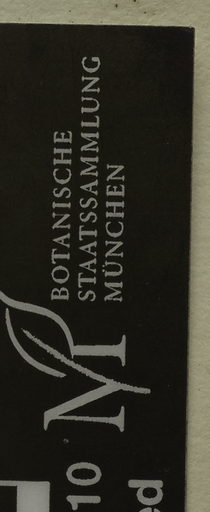 BOTANISCHE
STAATSSAMMLUNG
MÜNCHEN
M
10
ed